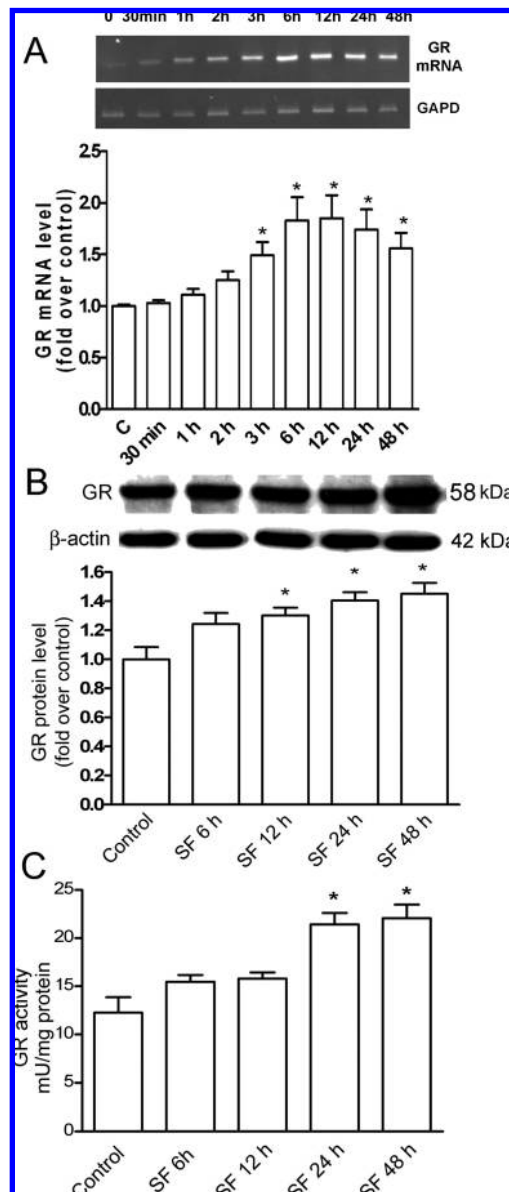 0 30min 1h 2h 3h 6h 12h 24h 48h
A
GR
mRNA
GAPD
GR mRNA level
(fold over control)
2.5
2.0
1.5
1.0
0.5
0.0
* * * * *
C 30 min 1 h 2 h 3 h 6 h 12 h 24 h 48 h
B
GR 58 kDa
β-actin 42 kDa
GR protein level
(fold over control)
1.6
1.4
1.2
1.0
0.8
0.6
0.4
0.2
0.0
* * *
Control SF 6 h SF 12 h SF 24 h SF 48 h
C
GR activity
mU/mg protein
25
20
15
10
5
0
* *
Control SF 6h SF 12 h SF 24 h SF 48 h